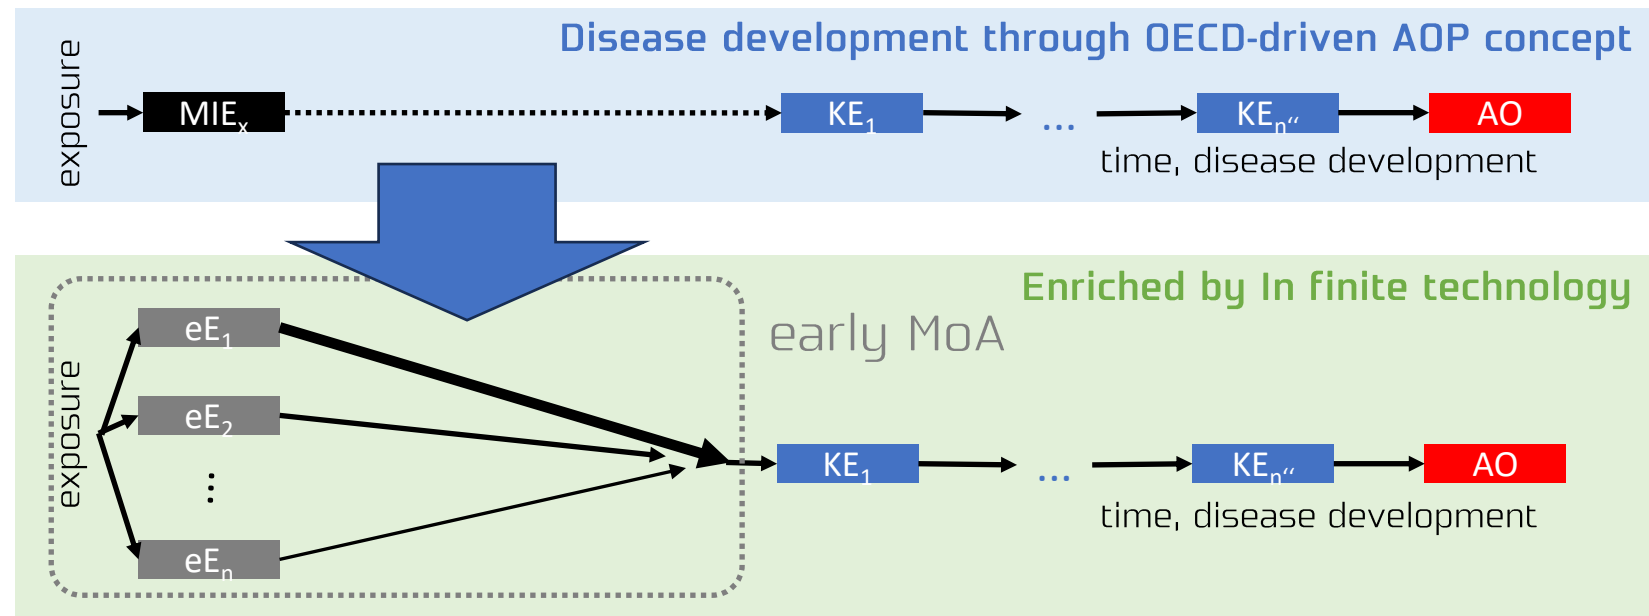 Disease development through OECD-driven AOP concept
exposure
MIEx
KE1
...
KEn“
AO
time, disease development
Enriched by In finite technology
early MoA
exposure
eE1
eE2
...
eEn
KE1
...
KEn“
AO
time, disease development